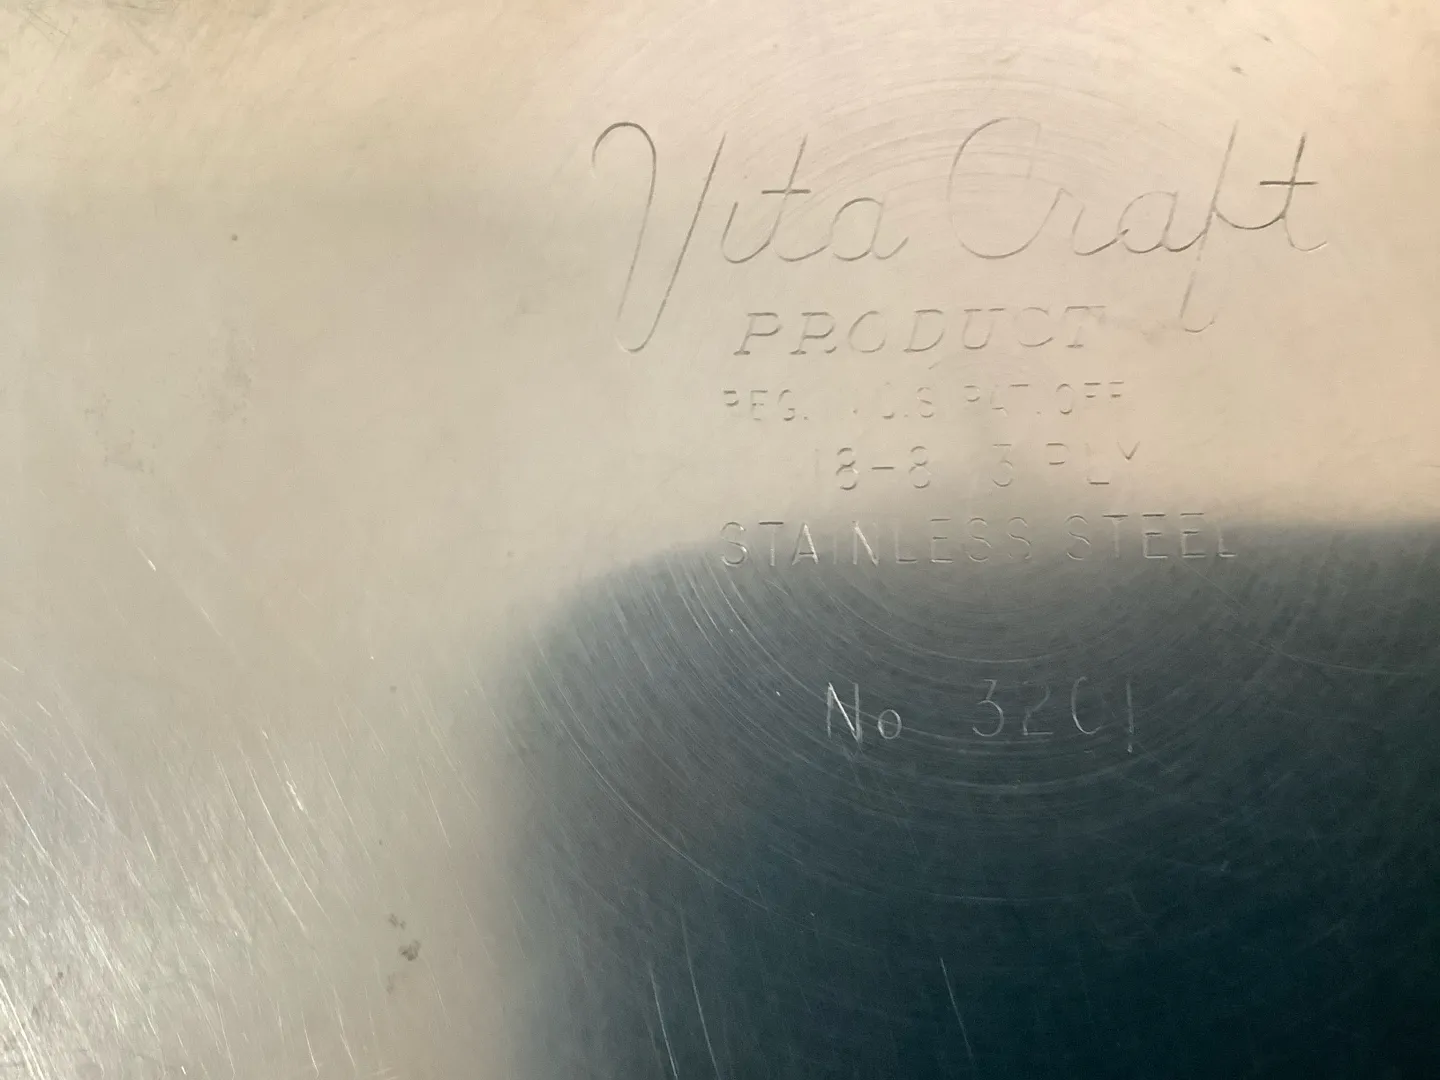 Vita Craft
PRODUCT
REG. U.S. PAT. OFF.
18-8 3 PLY
STAINLESS STEEL
No 3201